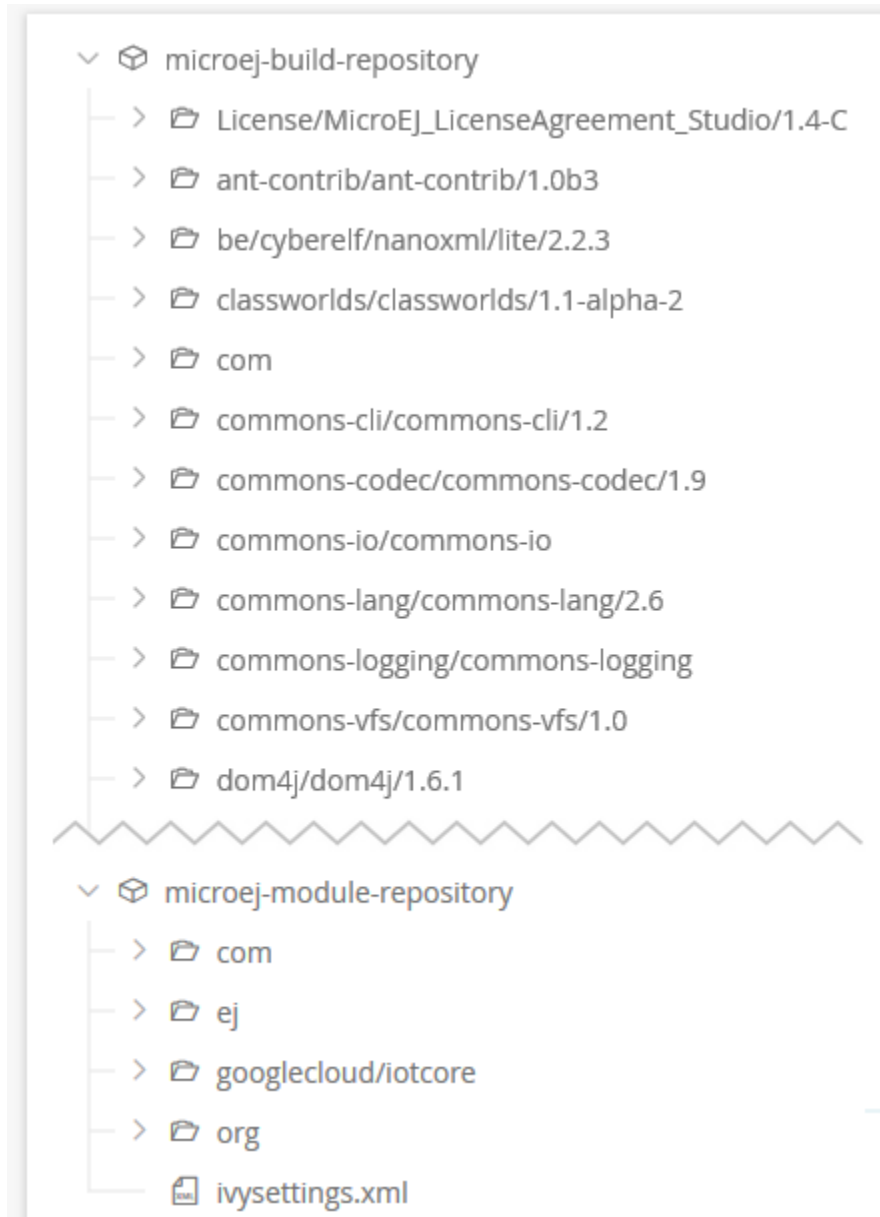 microej-build-repository
License/MicroEJ_LicenseAgreement_Studio/1.4-C
ant-contrib/ant-contrib/1.0b3
be/cyberelf/nanoxml/lite/2.2.3
classworlds/classworlds/1.1-alpha-2
com
commons-cli/commons-cli/1.2
commons-codec/commons-codec/1.9
commons-io/commons-io
commons-lang/commons-lang/2.6
commons-logging/commons-logging
commons-vfs/commons-vfs/1.0
dom4j/dom4j/1.6.1
microej-module-repository
com
ej
googlecloud/iotcore
org
ivysettings.xml